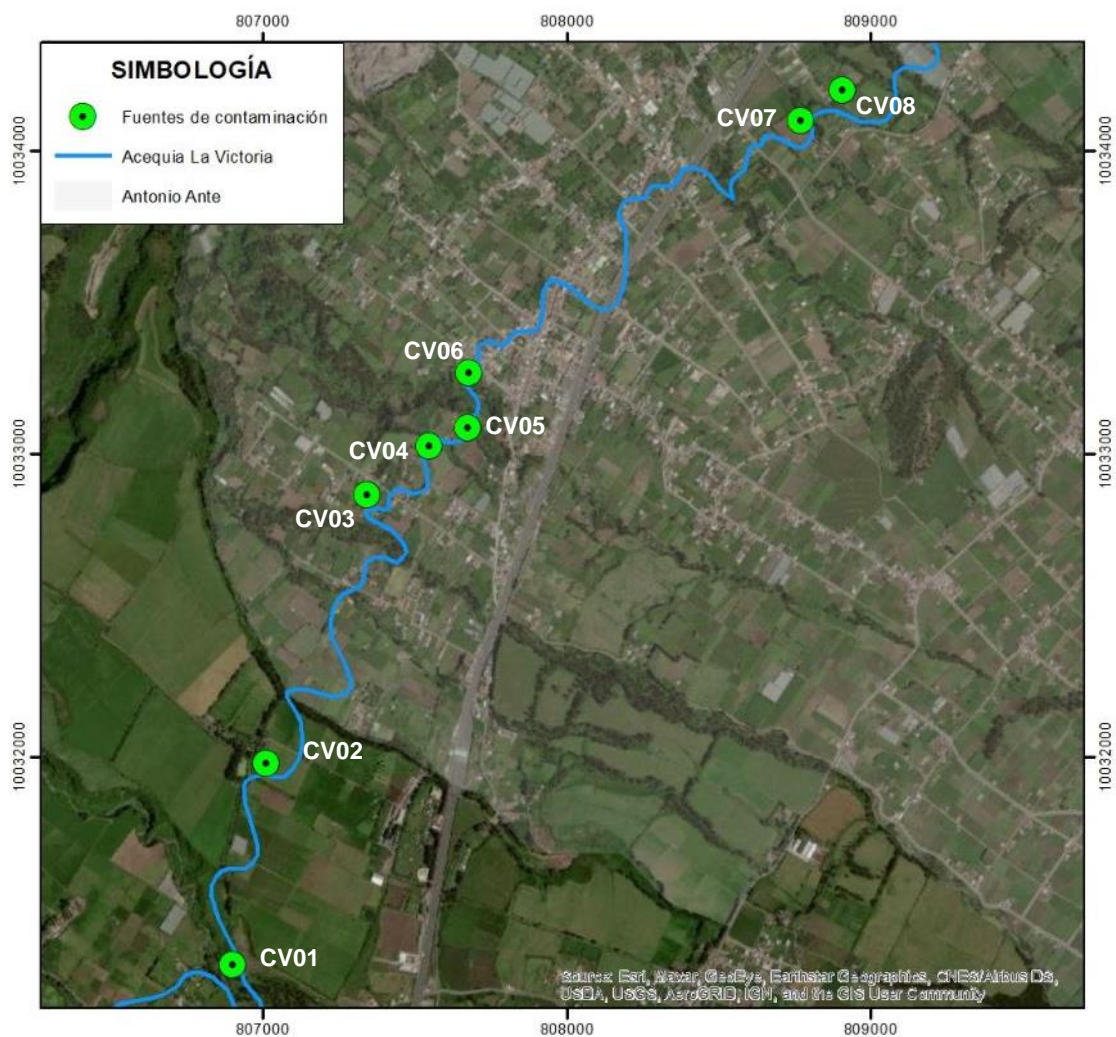 807000
808000
809000
SIMBOLOGÍA
Fuentes de contaminación
Acequia La Victoria
Antonio Ante
CV08
CV07
10034000
10034000
CV06
CV05
CV04
10033000
10033000
CV03
CV02
10032000
10032000
CV01
Source: Esri, Maxar, GeoEye, Earthstar Geographics, CNES/Airbus DS,
USDA, USGS, AeroGRID, IGN, and the GIS User Community
807000
808000
809000